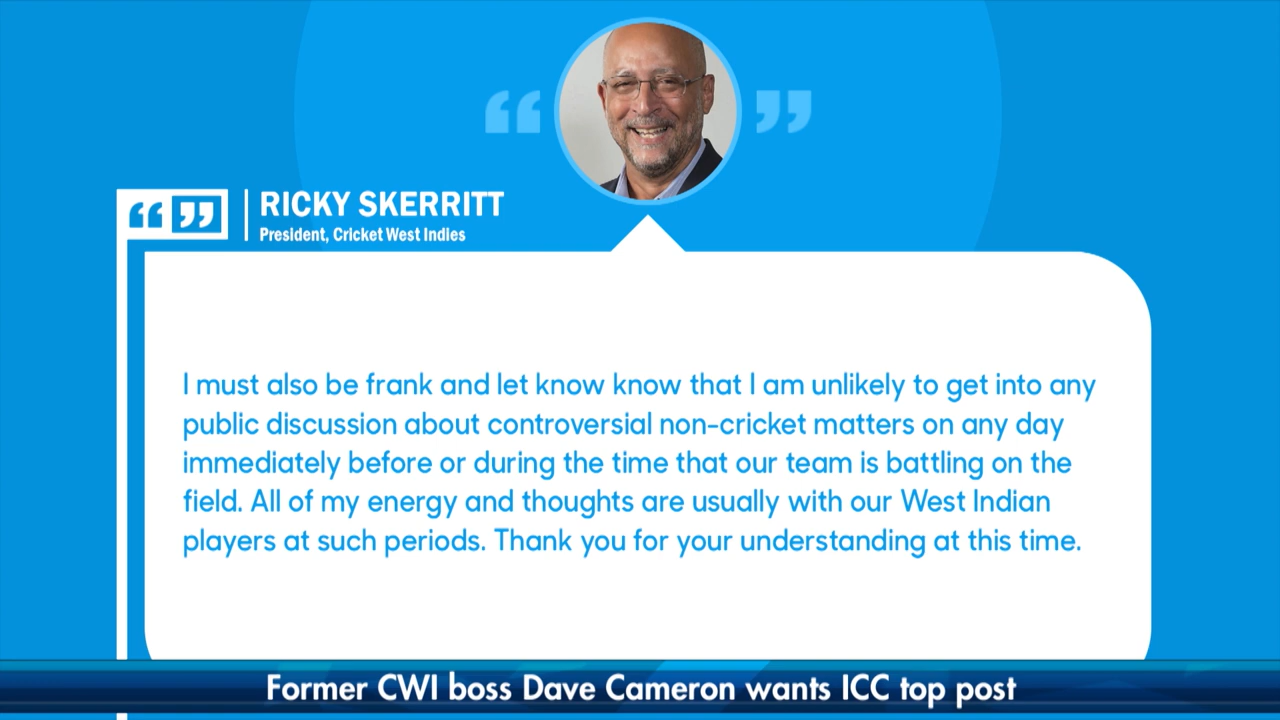 RICKY SKERRITT
President, Cricket West Indies
I must also be frank and let know know that I am unlikely to get into any
public discussion about controversial non-cricket matters on any day
immediately before or during the time that our team is battling on the
field. All of my energy and thoughts are usually with our West Indian
players at such periods. Thank you for your understanding at this time.
Former CWI boss Dave Cameron wants ICC top post